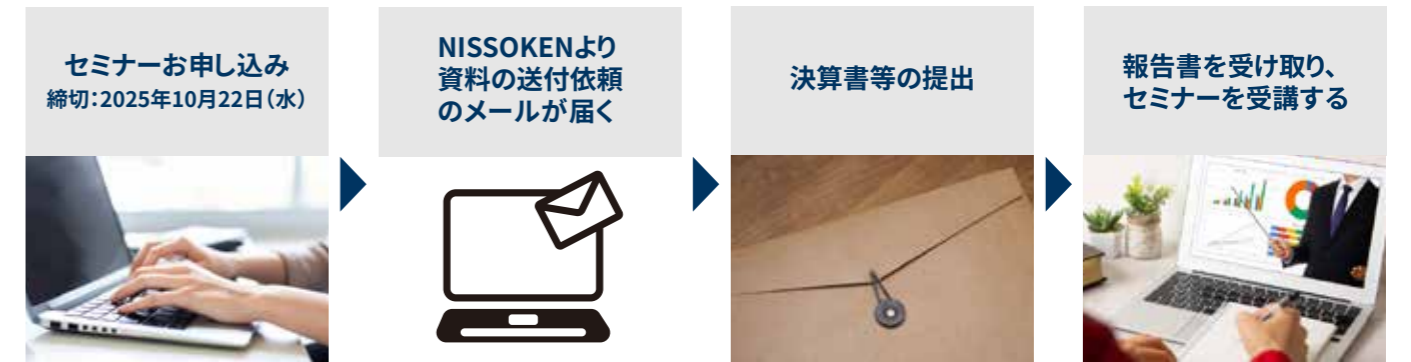 セミナーお申し込み
締切：2025年10月22日（水）
NISSOKENより
資料の送付依頼
のメールが届く
決算書等の提出
報告書を受け取り、
セミナーを受講する